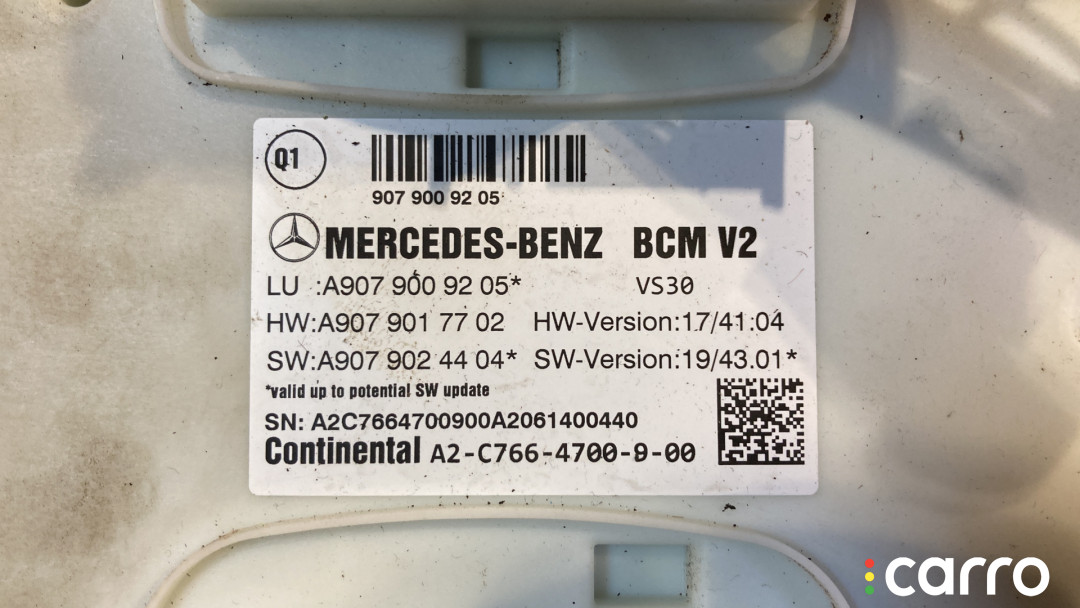 Q1
907 900 92 05
MERCEDES-BENZ BCM V2
LU :A907 900 92 05* VS30
HW:A907 901 77 02 HW-Version:17/41.04
SW:A907 902 44 04* SW-Version:19/43.01*
*valid up to potential SW update
SN: A2C7664700900A2061400440
Continental A2-C766-4700-9-00
carro